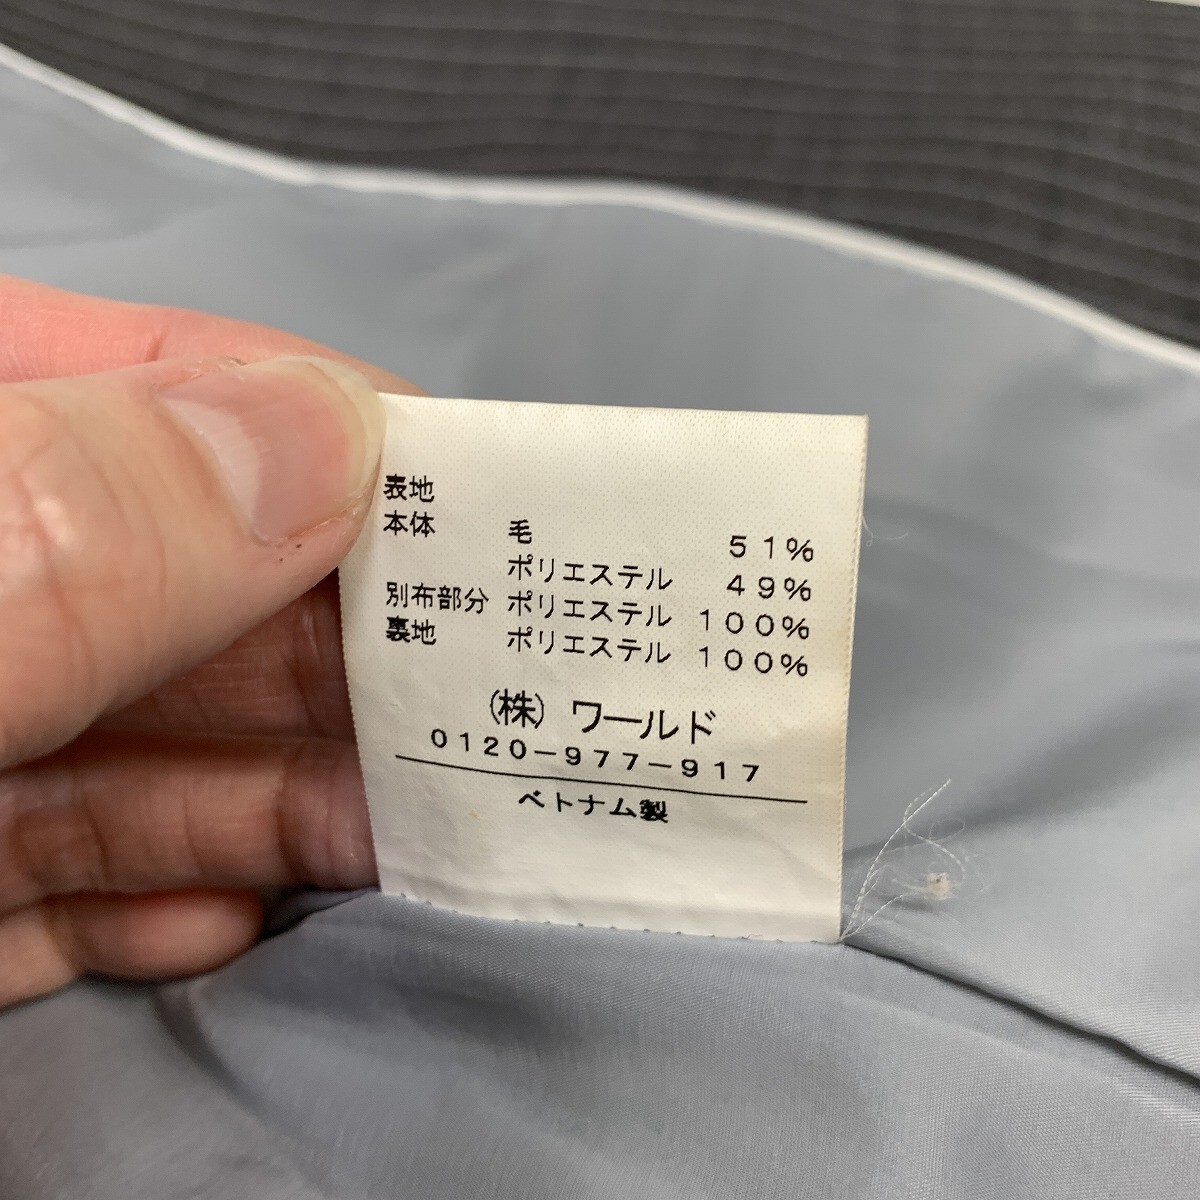 表地
本体 毛 51%
ポリエステル 49%
別布部分 ポリエステル 100%
裏地 ポリエステル 100%
(株) ワールド
0120-977-917
ベトナム製